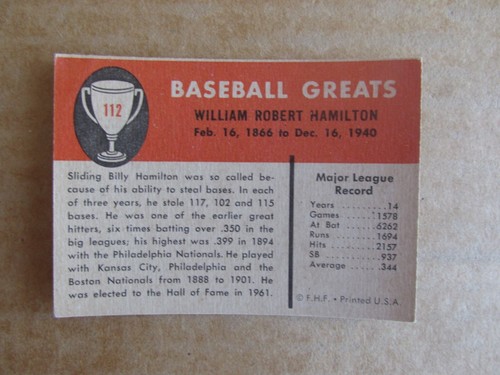 112
BASEBALL GREATS
WILLIAM ROBERT HAMILTON
Feb. 16, 1866 to Dec. 16, 1940
Sliding Billy Hamilton was so called be-
cause of his ability to steal bases. In each
of three years, he stole 117, 102 and 115
bases. He was one of the earlier great
hitters, six times batting over .350 in the
big leagues; his highest was .399 in 1894
with the Philadelphia Nationals. He played
with Kansas City, Philadelphia and the
Boston Nationals from 1888 to 1901. He
was elected to the Hall of Fame in 1961.
Major League
Record
Years ....14
Games ....1578
At Bat ....6262
Runs ....1694
Hits ....2157
SB ....937
Average ....344
© F.H.F. • Printed U.S.A.